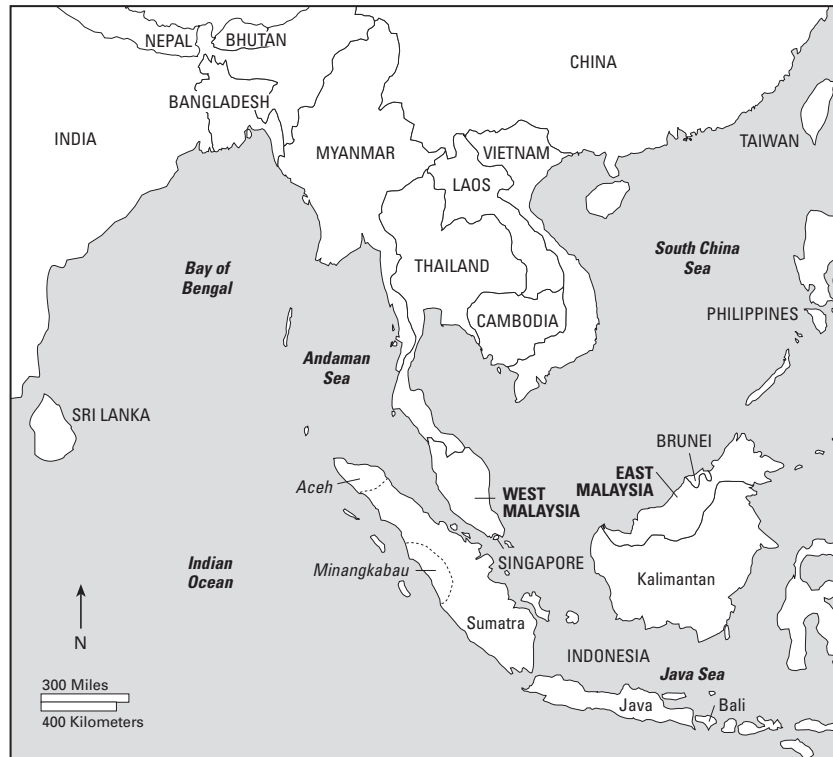 NEPAL
BHUTAN
CHINA
BANGLADESH
INDIA
TAIWAN
MYANMAR
VIETNAM
LAOS
South China
Sea
Bay of
Bengal
THAILAND
PHILIPPINES
CAMBODIA
Andaman
Sea
SRI LANKA
BRUNEI
EAST
MALAYSIA
Aceh
WEST
MALAYSIA
SINGAPORE
Indian
Ocean
Minangkabau
Kalimantan
N
Sumatra
INDONESIA
Java Sea
300 Miles
400 Kilometers
Java
Bali